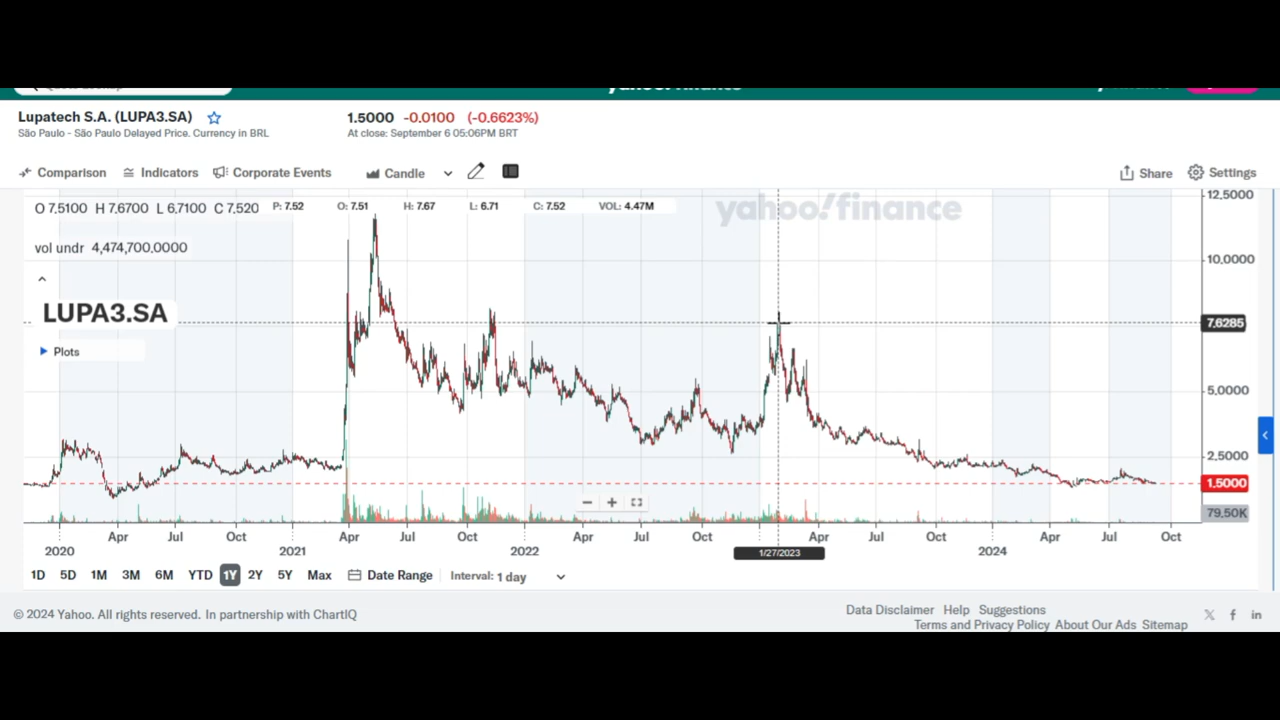 yahoo!finance
Lupatech S.A. (LUPA3.SA)
1.5000 -0.0100 (-0.6623%)
São Paulo - São Paulo Delayed Price. Currency in BRL
At close: September 6 05:06PM BRT
Comparison Indicators Corporate Events Candle Share Settings
O 7.5100 H 7.6700 L 6.7100 C 7.520
P: 7.52 O: 7.51 H: 7.67 L: 6.71 C: 7.52 VOL: 4.47M
yahoo!finance
vol undr 4,474,700.0000
LUPA3.SA
Plots
12.5000
10.0000
7.6285
5.0000
2.5000
1.5000
79.50K
Apr Jul Oct Apr Jul Oct Apr Jul Oct Apr Jul Oct Apr Jul Oct
2020 2021 2022 1/27/2023 2024
1D 5D 1M 3M 6M YTD 1Y 2Y 5Y Max Date Range Interval: 1 day
© 2024 Yahoo. All rights reserved. In partnership with ChartIQ
Data Disclaimer Help Suggestions
Terms and Privacy Policy About Our Ads Sitemap